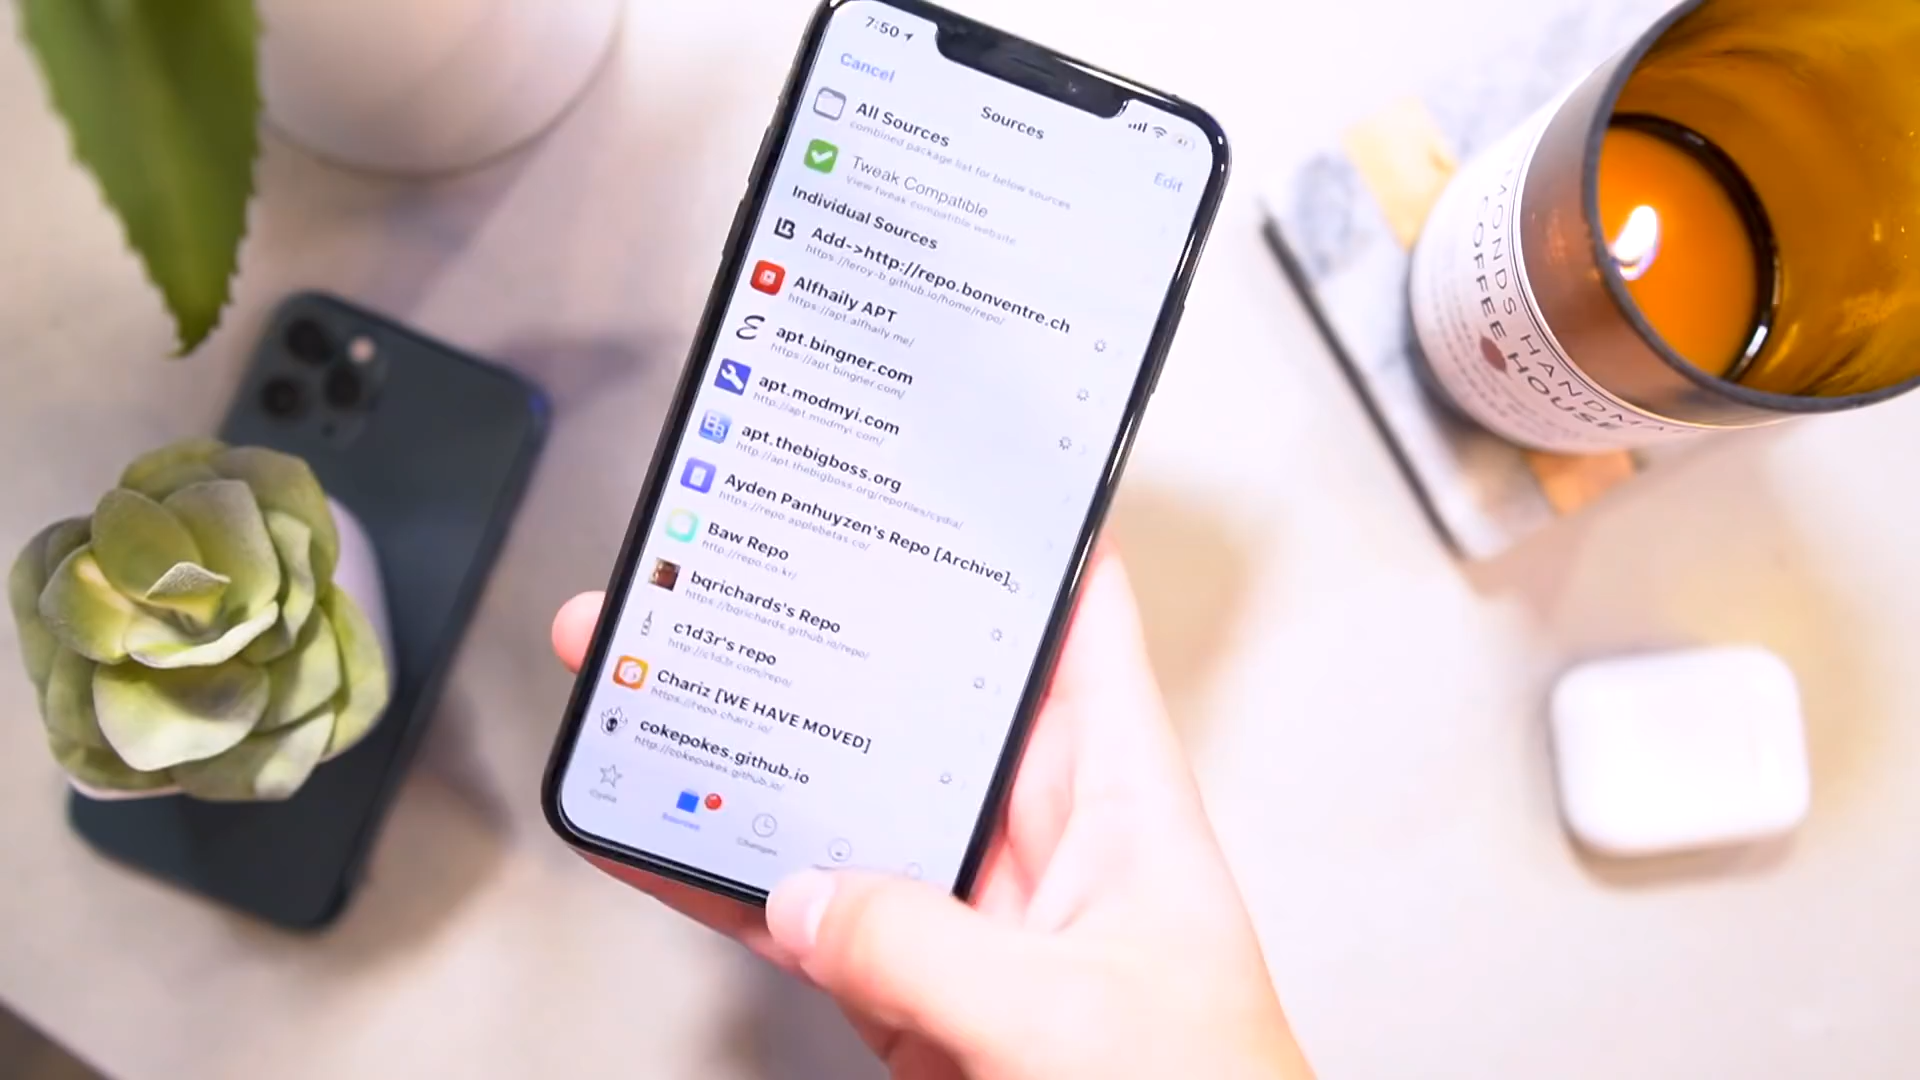 7:50
Cancel
Sources
Edit
All Sources
combined package list for below sources
Tweak Compatible
View tweak compatible website
Individual Sources
Add->http://repo.bonventre.ch
https://leroy-b.github.io/home/repo/
Alfhaily APT
https://apt.alfhaily.me/
apt.bingner.com
https://apt.bingner.com/
apt.modmyi.com
http://apt.modmyi.com/
apt.thebigboss.org
http://apt.thebigboss.org/repofiles/cydia/
Ayden Panhuyzen's Repo [Archive]
https://repo.applebetas.co/
Baw Repo
http://repo.co.kr/
bqrichards's Repo
https://bqrichards.github.io/repo/
c1d3r's repo
http://c1d3r.com/repo/
Chariz [WE HAVE MOVED]
https://repo.chariz.io/
cokepokes.github.io
http://cokepokes.github.io/
Cydia
Sources
Changes
COFFEE HOUSE